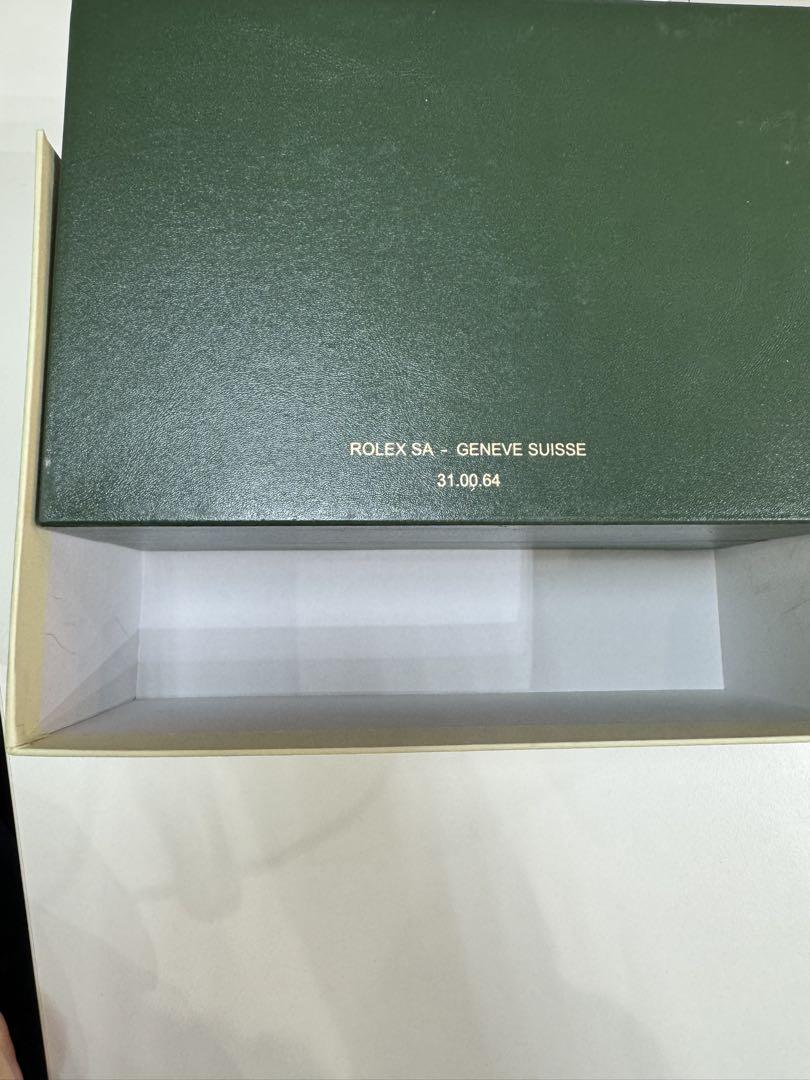 ROLEX SA - GENEVE SUISSE
31.00.64